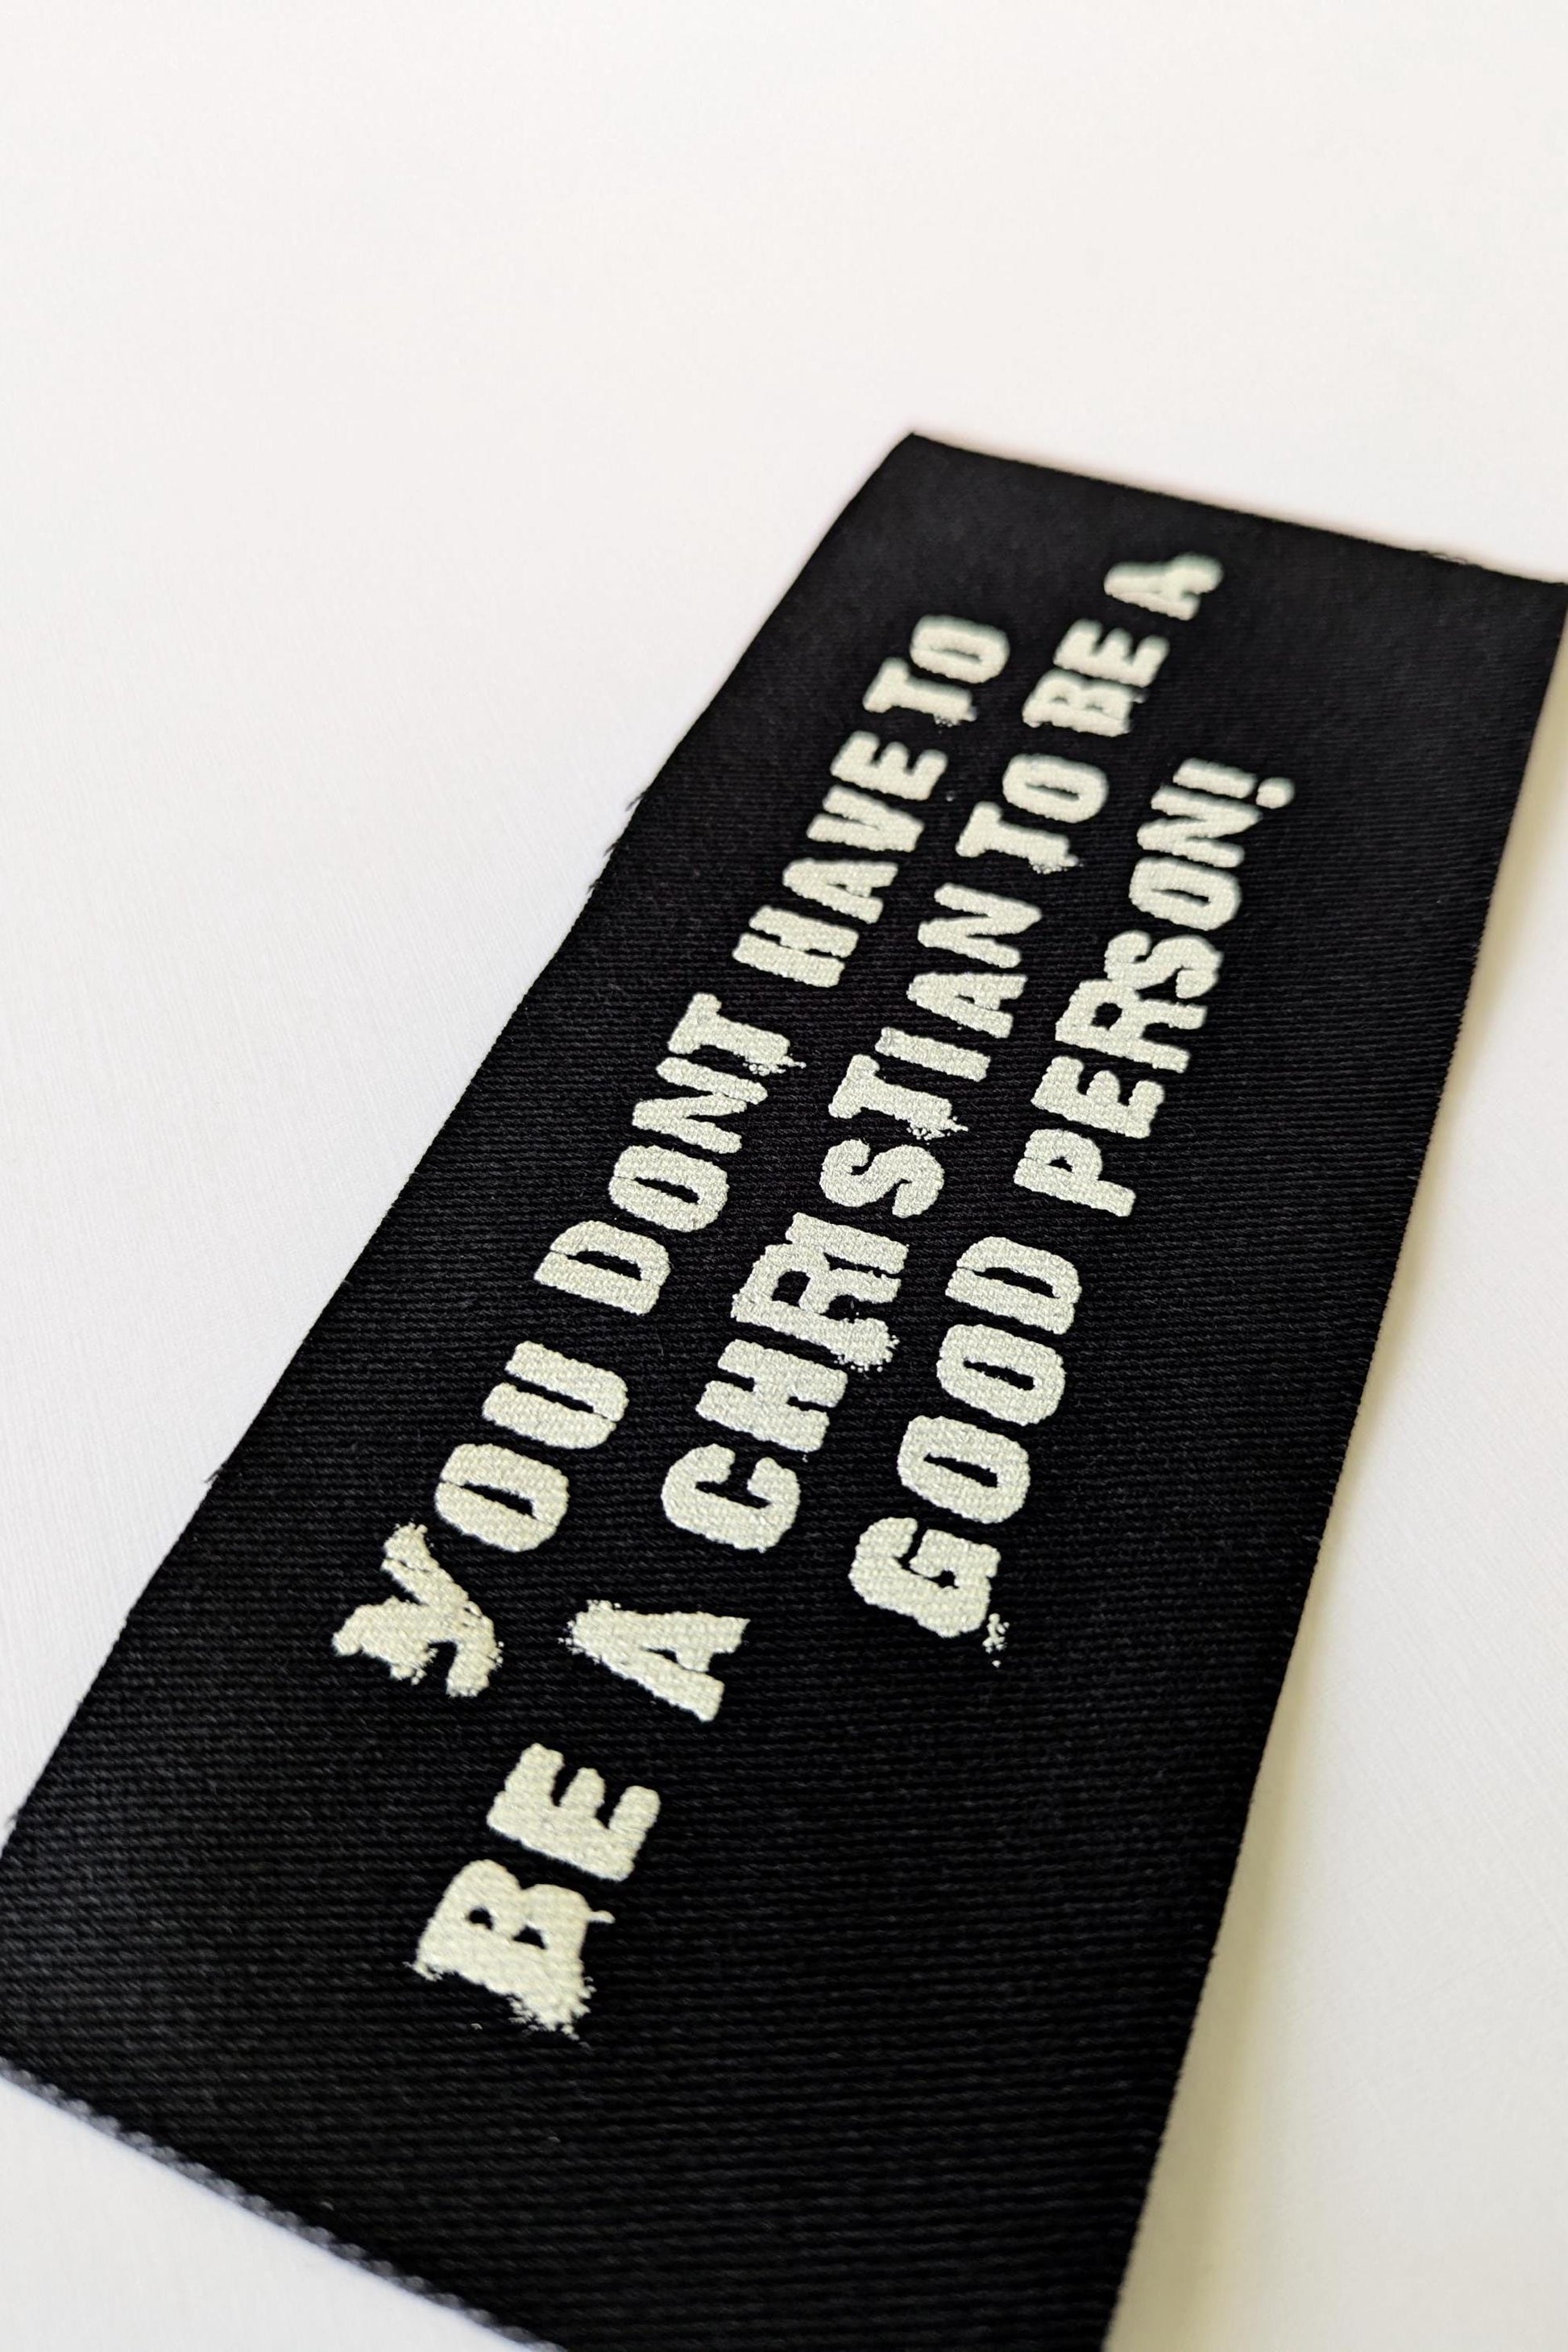 YOU DONT HAVE TO
BE A CHRISTIAN TO BE A
GOOD PERSON!